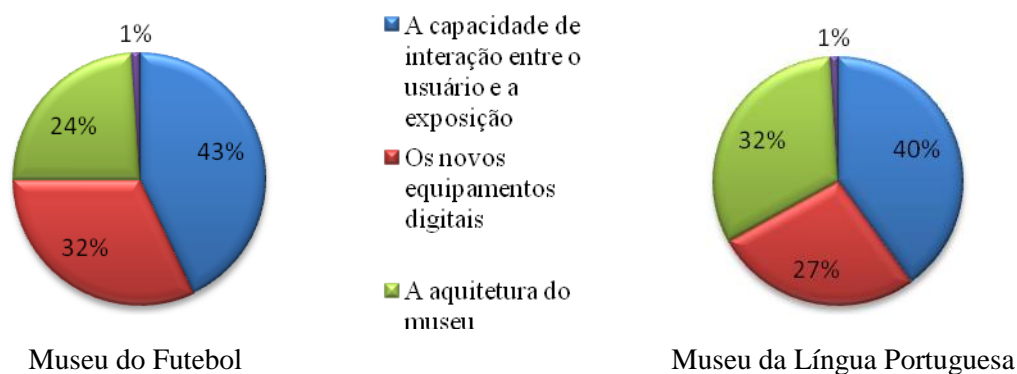 1%
24%
43%
32%
Museu do Futebol
A capacidade de
interação entre o
usuário e a
exposição
Os novos
equipamentos
digitais
A aquitetura do
museu
1%
32%
40%
27%
Museu da Língua Portuguesa